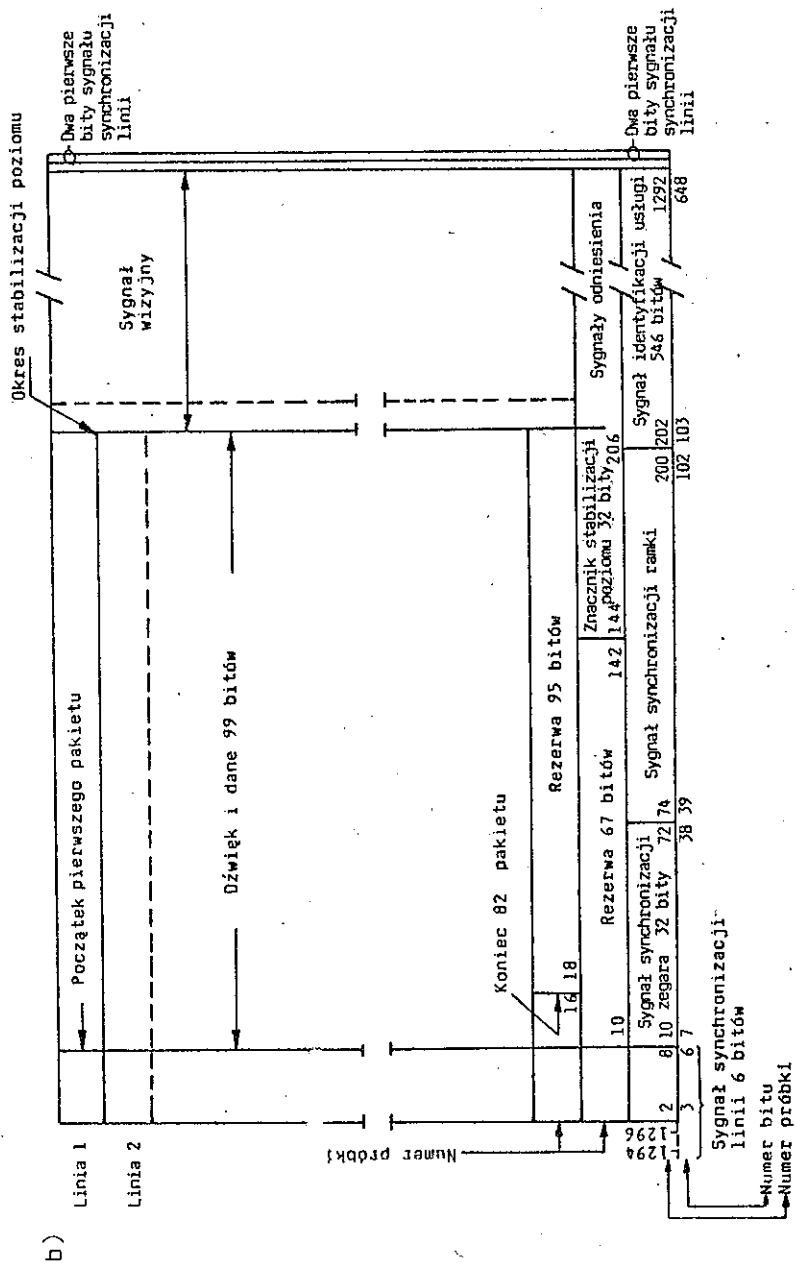 b)
Linia 1
Linia 2
Początek pierwszego pakietu
Okres stabilizacji poziomu
Dwa pierwsze
bity sygnału
synchronizacji
linii
Sygnał
wizyjny
Dźwięk i dane 99 bitów
Koniec 82 pakietu
16 18
Rezerwa 95 bitów
Numer próbki
10
Rezerwa 67 bitów
142 144
Znacznik stabilizacji
poziomu 32 bity
206
Sygnały odniesienia
Dwa pierwsze
bity sygnału
synchronizacji
linii
Sygnał synchronizacji
zegara 32 bity
Sygnał synchronizacji ramki
Sygnał identyfikacji usługi
546 bitów
1294 1296 2 8 10 72 74 200 202 1292
3 6 7 38 39 102 103 648
Sygnał synchronizacji
linii 6 bitów
Numer bitu
Numer próbki